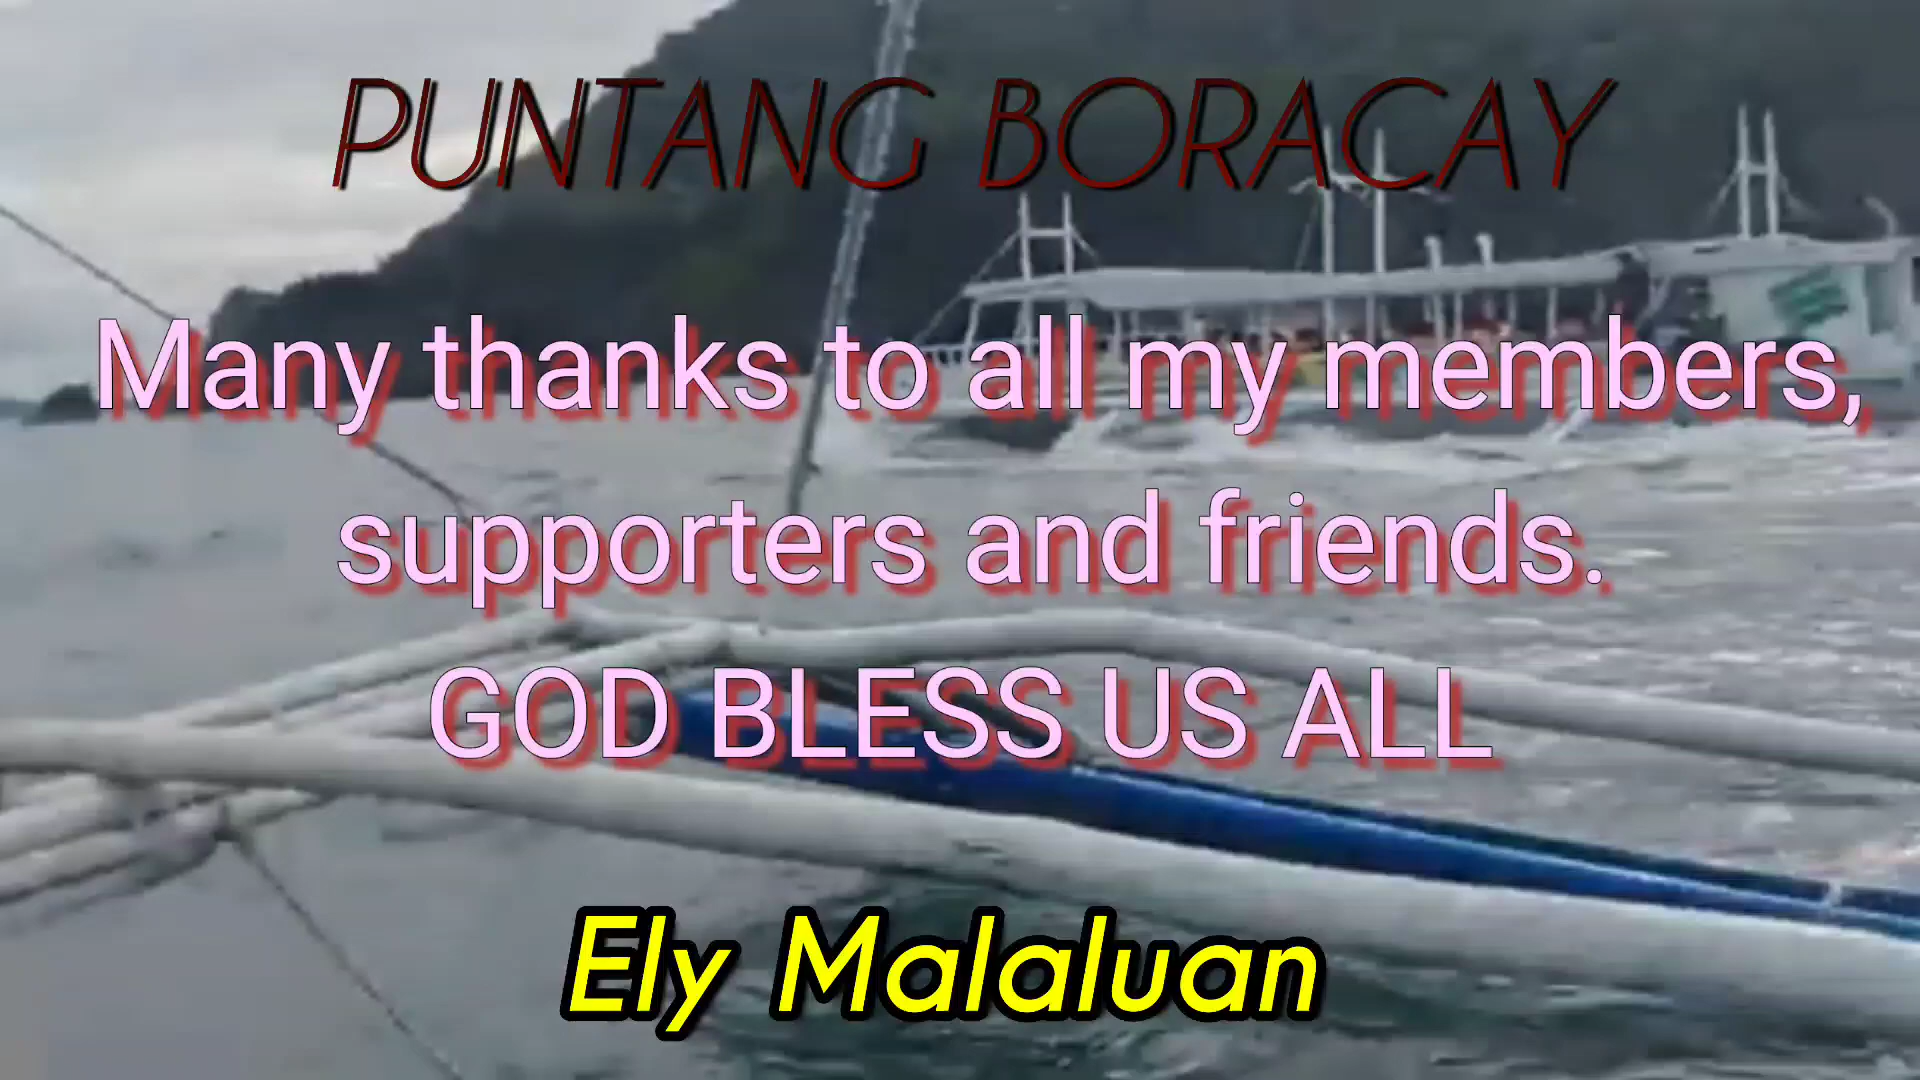 PUNTANG BORACAY
Many thanks to all my members,
supporters and friends.
GOD BLESS US ALL
Ely Malaluan